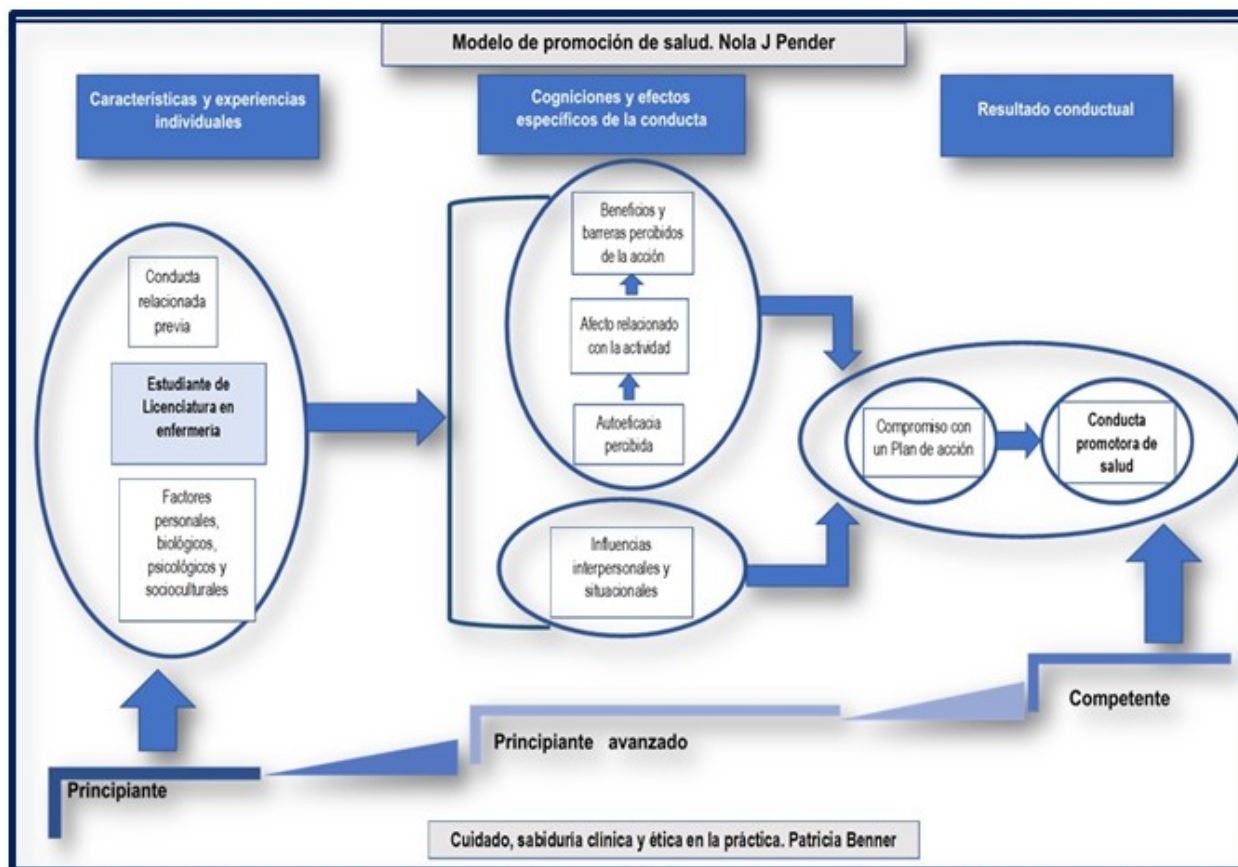 Modelo de promoción de salud. Nola J Pender
Características y experiencias
individuales
Cogniciones y efectos
específicos de la conducta
Resultado conductual
Conducta
relacionada
previa
Estudiante de
Licenciatura en
enfermería
Factores
personales,
biológicos,
psicológicos y
socioculturales
Beneficios y
barreras percibidos
de la acción
Afecto relacionado
con la actividad
Autoeficacia
percibida
Influencias
interpersonales y
situacionales
Compromiso con
un Plan de acción
Conducta
promotora de
salud
Principiante
Principiante avanzado
Competente
Cuidado, sabiduría clínica y ética en la práctica. Patricia Benner